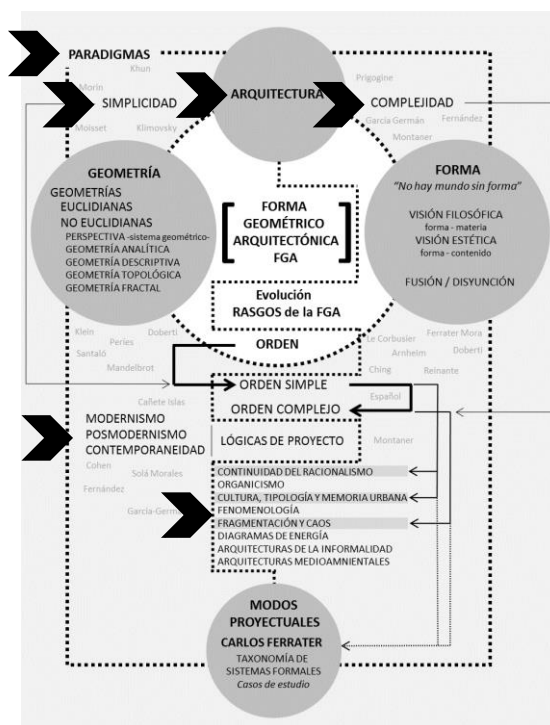 PARADIGMAS
Khun
Morin
SIMPLICIDAD
Moisset
Klimovsky
ARQUITECTURA
Prigogine
COMPLEJIDAD
García Germán
Fernández
Montaner
GEOMETRÍA
GEOMETRÍAS
EUCLIDIANAS
NO EUCLIDIANAS
PERSPECTIVA -sistema geométrico-
GEOMETRÍA ANALÍTICA
GEOMETRÍA DESCRIPTIVA
GEOMETRÍA TOPOLÓGICA
GEOMETRÍA FRACTAL
FORMA
GEOMÉTRICO
ARQUITECTÓNICA
FGA
FORMA
"No hay mundo sin forma"
VISIÓN FILOSÓFICA
forma - materia
VISIÓN ESTÉTICA
forma - contenido
FUSIÓN / DISYUNCIÓN
Evolución
RASGOS de la FGA
ORDEN
Klein
Doberti
Peries
Santaló
Mandelbrot
Le Corbusier
Ferrater Mora
Arnheim
Doberti
Ching
Reinante
ORDEN SIMPLE
Español
ORDEN COMPLEJO
Cañete Islas
MODERNISMO
POSMODERNISMO
CONTEMPORANEIDAD
LÓGICAS DE PROYECTO
Montaner
Cohen
Solá Morales
Fernández
García-Germán
CONTINUIDAD DEL RACIONALISMO
ORGANICISMO
CULTURA, TIPOLOGÍA Y MEMORIA URBANA
FENOMENOLOGÍA
FRAGMENTACIÓN Y CAOS
DIAGRAMAS DE ENERGÍA
ARQUITECTURAS DE LA INFORMALIDAD
ARQUITECTURAS MEDIOAMNIENTALES
MODOS
PROYECTUALES
CARLOS FERRATER
TAXONOMÍA DE
SISTEMAS FORMALES
Casos de estudio